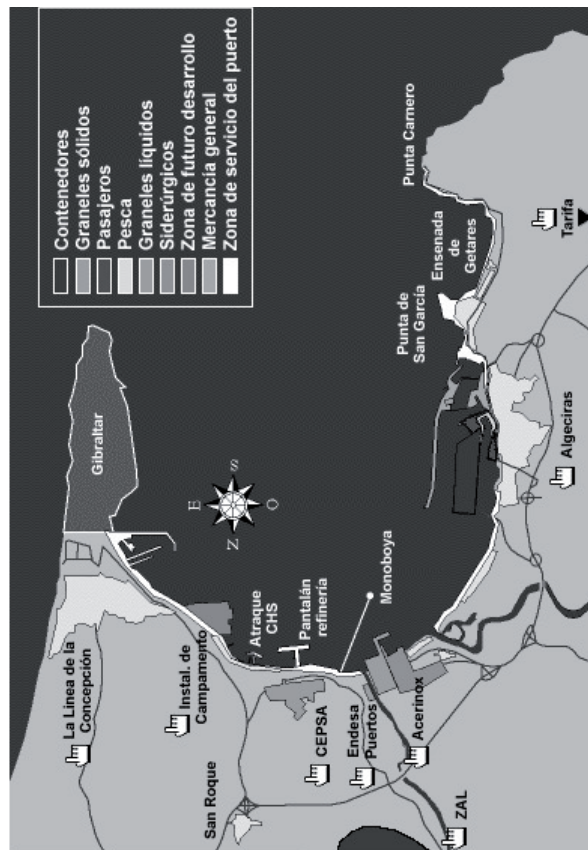 Contenedores
Graneles sólidos
Pasajeros
Pesca
Graneles líquidos
Siderúrgicos
Zona de futuro desarrollo
Mercancía general
Zona de servicio del puerto
La Linea de la
Concepción
Gibraltar
Instal. de
Campamento
San Roque
Atraque
CHS
Pantalán
refinería
CEPSA
Endesa
Puertos
Monoboya
Acerinox
ZAL
N
E
S
O
Punta de
San García
Ensenada
de
Getares
Punta Carnero
Algeciras
Tarifa